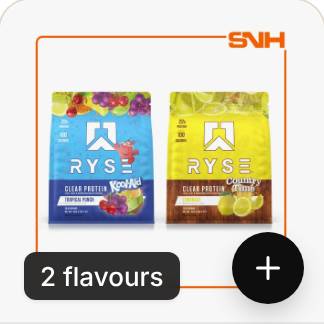 SNH
RYSE
CLEAR PROTEIN
Kool-Aid
TROPICAL PUNCH
RYSE
CLEAR PROTEIN
Country
Time
LEMONADE
2 flavours
+